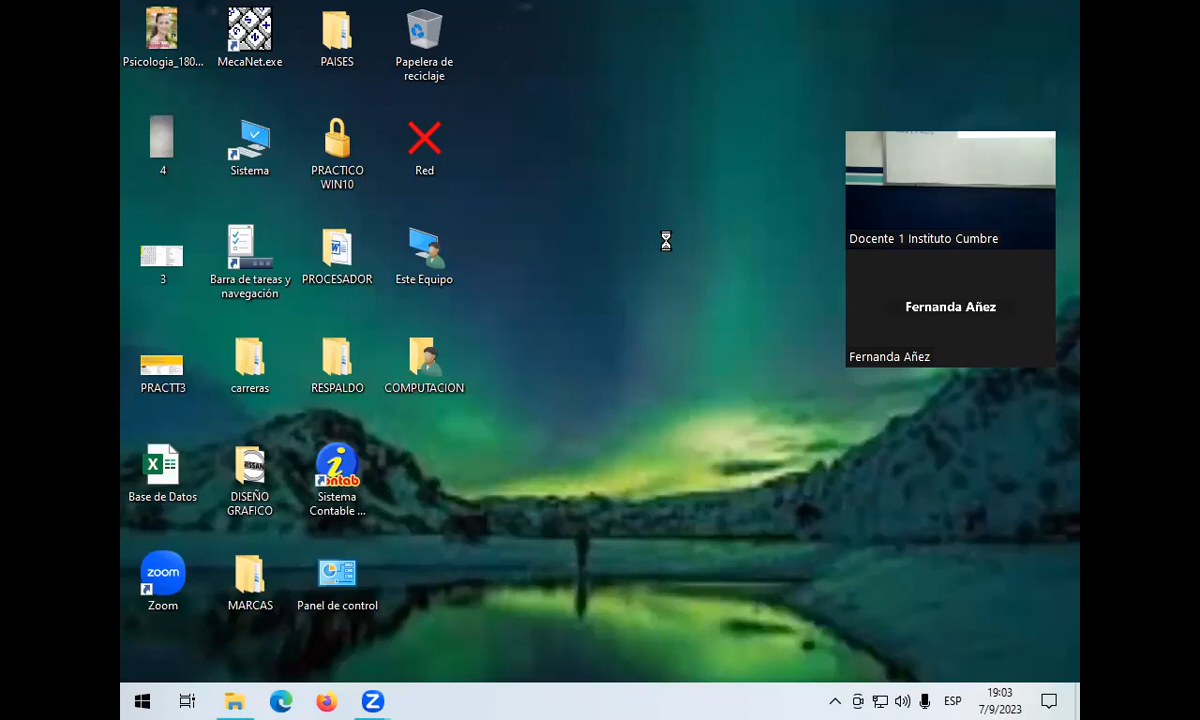 Psicologia_180...
MecaNet.exe
PAISES
Papelera de
reciclaje
4
Sistema
PRACTICO
WIN10
Red
3
Barra de tareas y
navegación
PROCESADOR
Este Equipo
PRACTT3
carreras
RESPALDO
COMPUTACION
Base de Datos
DISEÑO
GRAFICO
Sistema
Contable ...
zoom
Zoom
MARCAS
Panel de control
Docente 1 Instituto Cumbre
Fernanda Añez
Fernanda Añez
ESP
19:03
7/9/2023